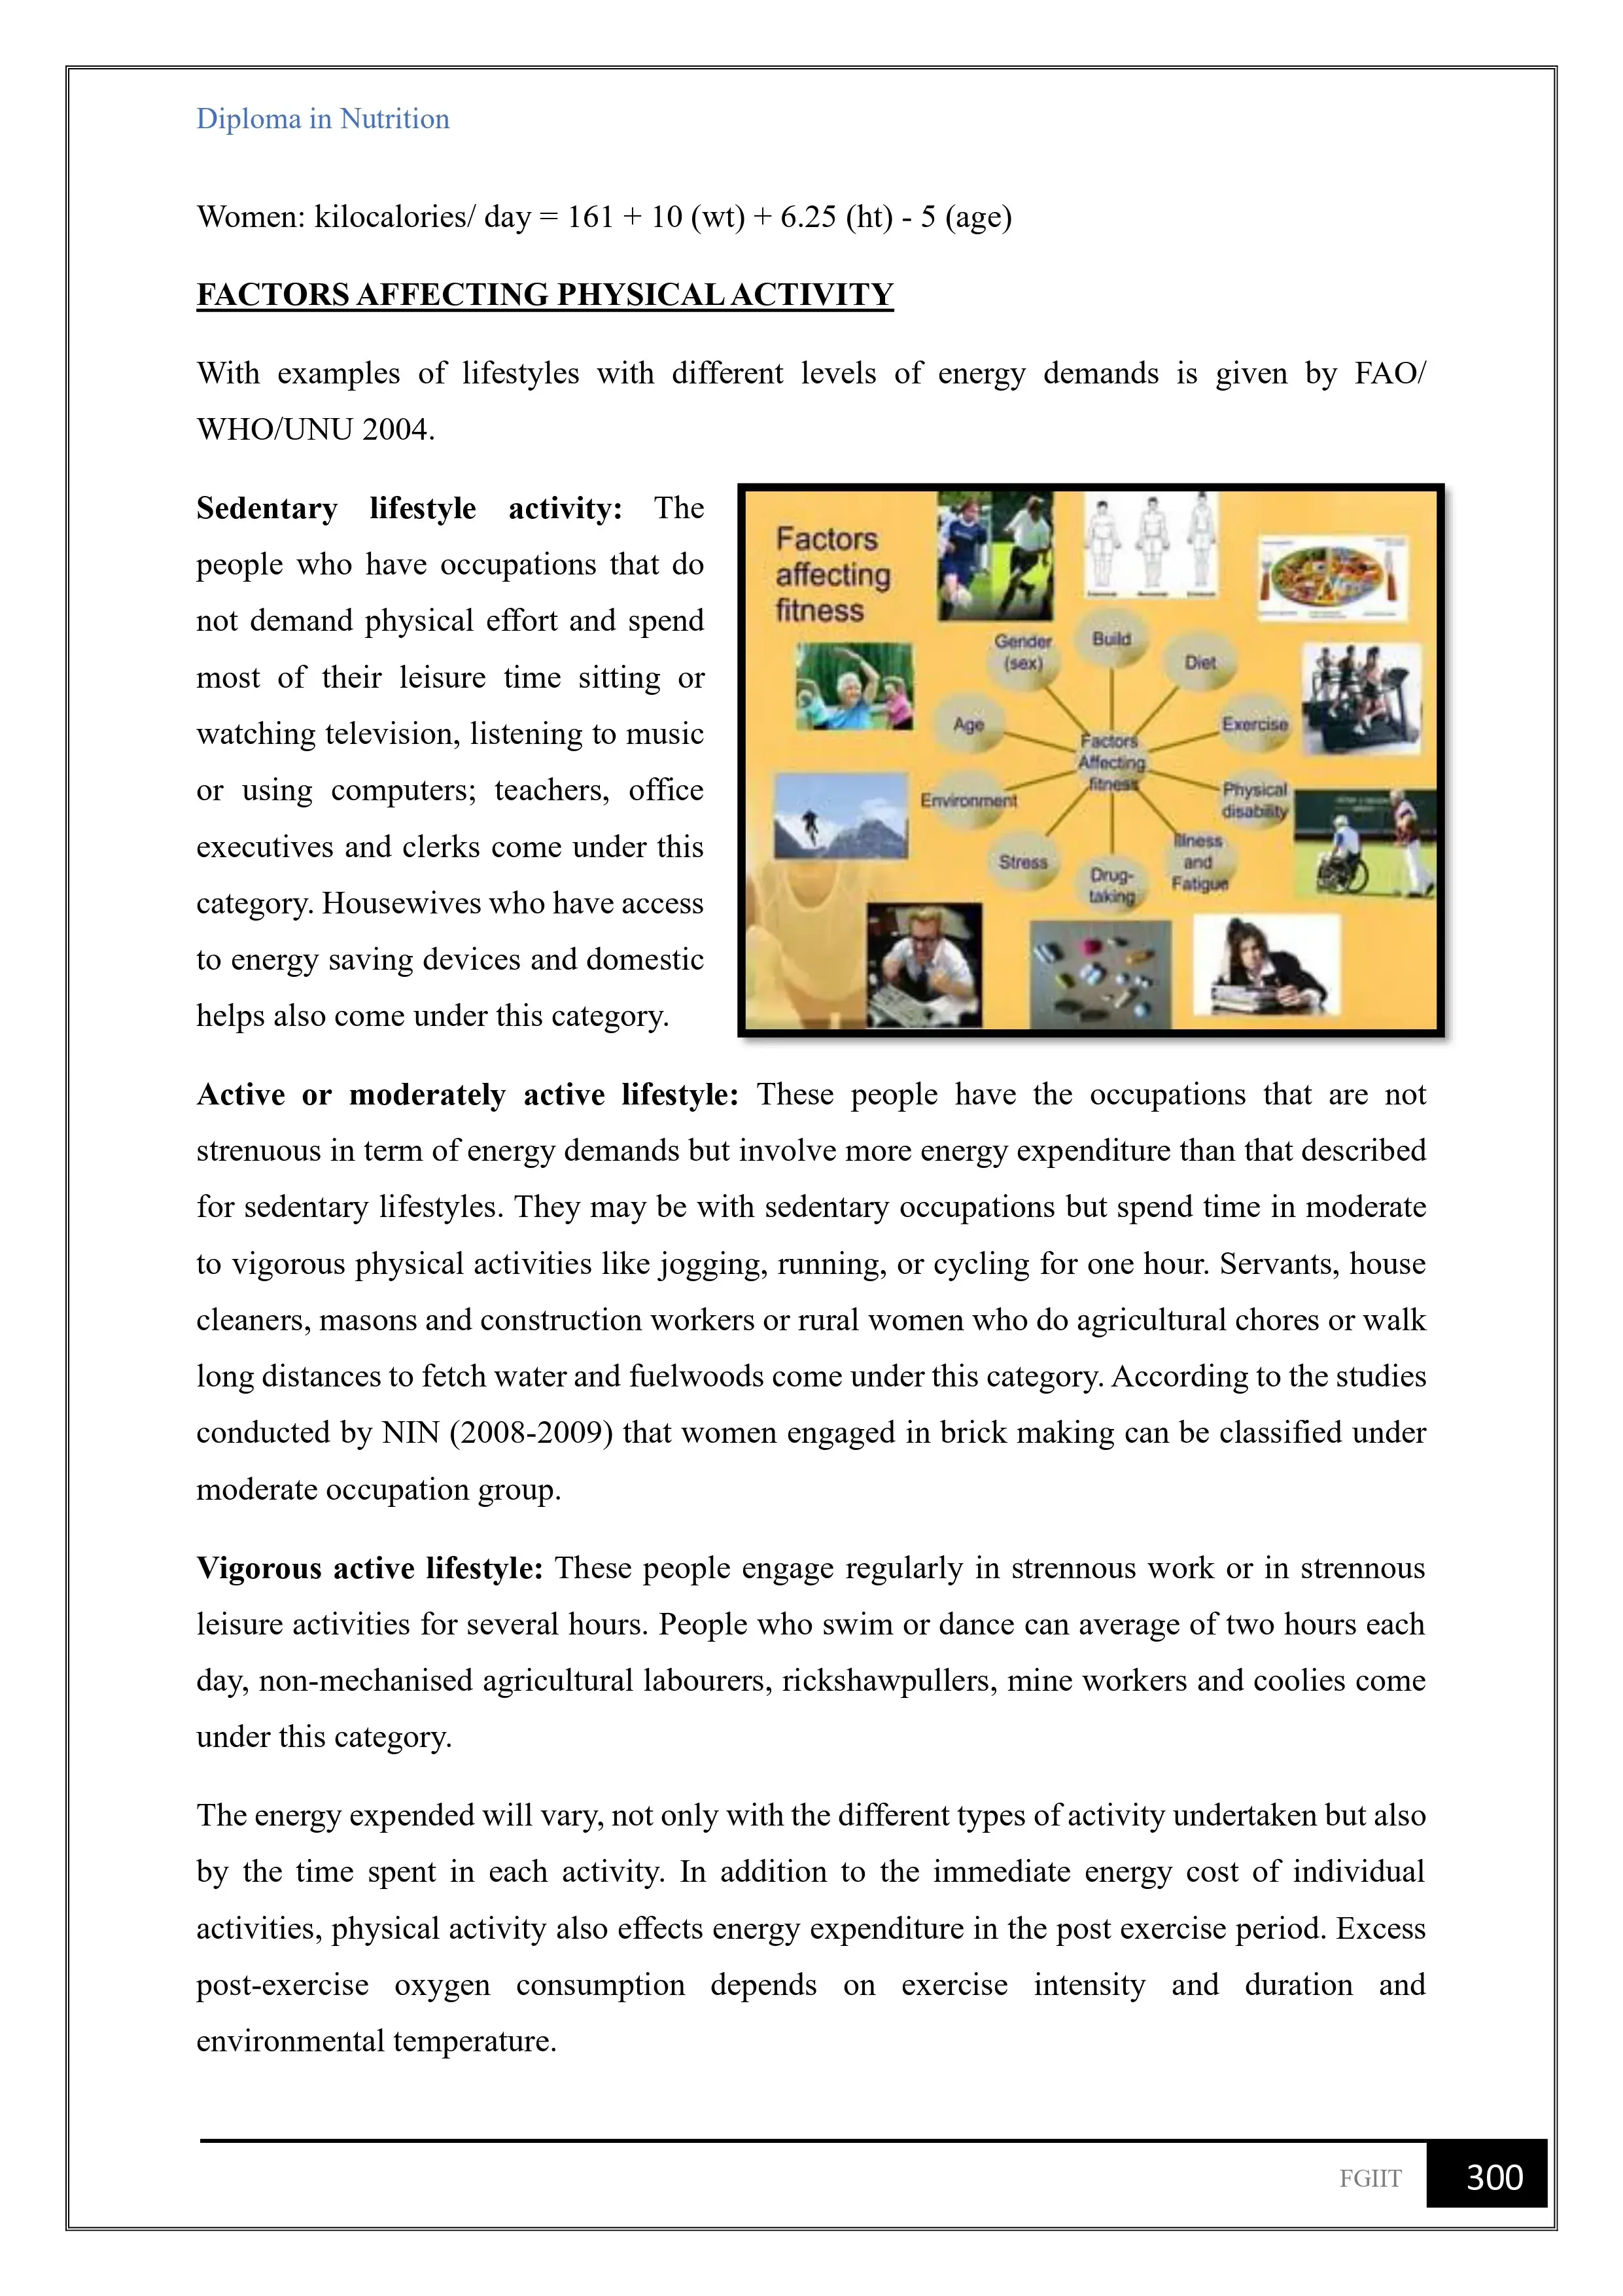 Diploma in Nutrition
Women: kilocalories/ day = 161 + 10 (wt) + 6.25 (ht) - 5 (age)
FACTORS AFFECTING PHYSICAL ACTIVITY
With examples of lifestyles with different levels of energy demands is given by FAO/
WHO/UNU 2004.
Sedentary lifestyle activity: The
people who have occupations that do
not demand physical effort and spend
most of their leisure time sitting or
watching television, listening to music
or using computers; teachers, office
executives and clerks come under this
category. Housewives who have access
to energy saving devices and domestic
helps also come under this category.
Factors
affecting
fitness
Gender
(sex)
Build
Diet
Age
Exercise
Factors
Affecting
fitness
Environment
Physical
disability
Stress
Drug-
taking
Illness
and
Fatigue
Active or moderately active lifestyle: These people have the occupations that are not
strenuous in term of energy demands but involve more energy expenditure than that described
for sedentary lifestyles. They may be with sedentary occupations but spend time in moderate
to vigorous physical activities like jogging, running, or cycling for one hour. Servants, house
cleaners, masons and construction workers or rural women who do agricultural chores or walk
long distances to fetch water and fuelwoods come under this category. According to the studies
conducted by NIN (2008-2009) that women engaged in brick making can be classified under
moderate occupation group.
Vigorous active lifestyle: These people engage regularly in strennous work or in strennous
leisure activities for several hours. People who swim or dance can average of two hours each
day, non-mechanised agricultural labourers, rickshawpullers, mine workers and coolies come
under this category.
The energy expended will vary, not only with the different types of activity undertaken but also
by the time spent in each activity. In addition to the immediate energy cost of individual
activities, physical activity also effects energy expenditure in the post exercise period. Excess
post-exercise oxygen consumption depends on exercise intensity and duration and
environmental temperature.
FGIIT 300